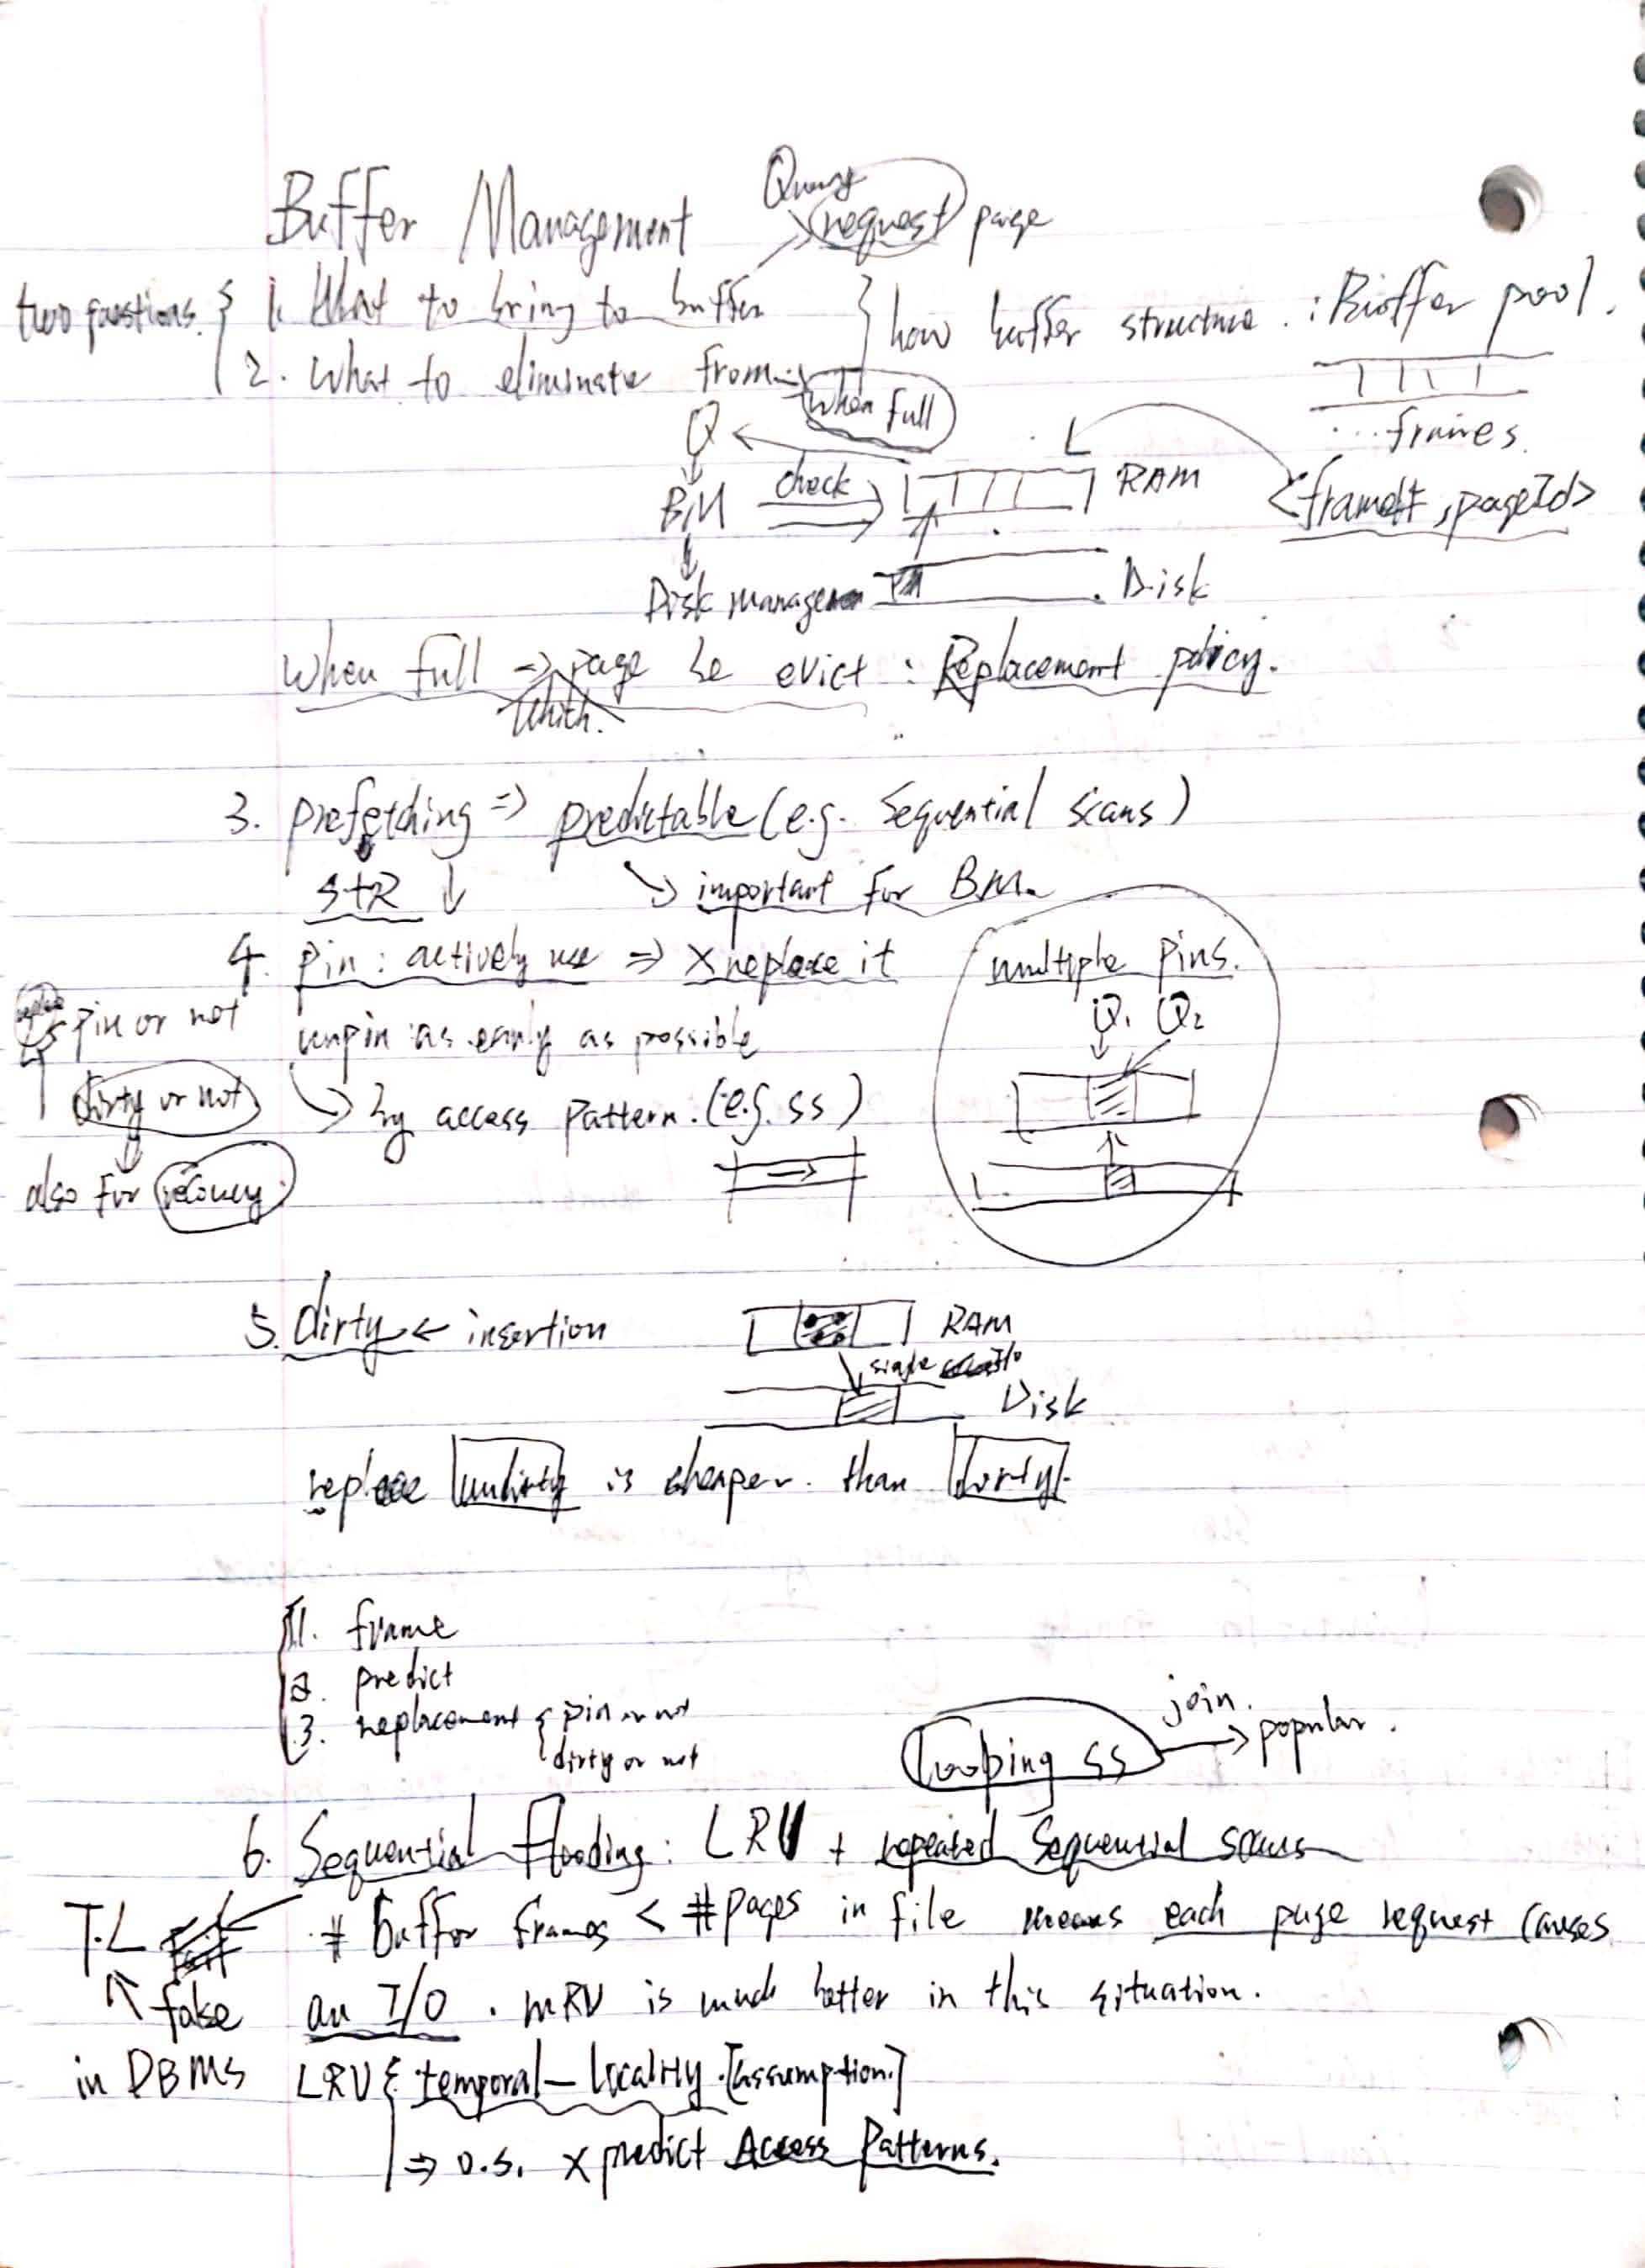 Buffer Management
Query
request page
two questions.
1. What to bring to buffer
2. What to eliminate from
when full
how buffer structure. : Buffer pool.
... frames.
Q
BM
check
RAM
<frame#, pageId>
Disk manager
Disk
When full => page be evict : Replacement policy.
which.
3. prefetching => predictable (e.g. Sequential scans)
S+R ↓
↘ important for BM.
4. pin : actively use => X replace it
unpin as early as possible
↘ by access pattern. (e.g. ss)
multiple pins.
Q1 Q2
replace
pin or not
dirty or not
also for recovery
5. dirty ← insertion
RAM
single I/o
Disk
replace undirty is cheaper. than dirty.
1. frame
2. predict
3. replacement { pin or not
dirty or not
Looping ss
join.
→ popular.
6. Sequential Flooding: LRU + repeated Sequential scans
# buffer frames < # pages in file means each page request causes
an I/O. MRU is much better in this situation.
T.L
false
in DBMS
LRU { temporal-locality.[assumption.]
=> O.S. X predict Access Patterns.